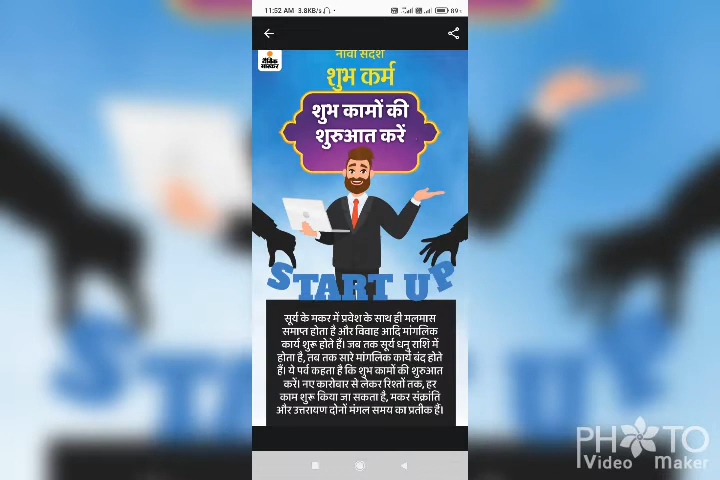 11:52 AM 3.8KB/s
89
दैनिक
भास्कर
नौवां संदेश
शुभ कर्म
शुभ कामों की
शुरुआत करें
START UP
सूर्य के मकर में प्रवेश के साथ ही मलमास
समाप्त होता है और विवाह आदि मांगलिक
कार्य शुरू होते हैं। जब तक सूर्य धनु राशि में
होता है, तब तक सारे मांगलिक कार्य बंद होते
हैं। ये पर्व कहता है कि शुभ कामों की शुरुआत
करें। नए कारोबार से लेकर रिश्तों तक, हर
काम शुरू किया जा सकता है, मकर संक्रांति
और उत्तरायण दोनों मंगल समय का प्रतीक हैं।
PHOTO
Video Maker